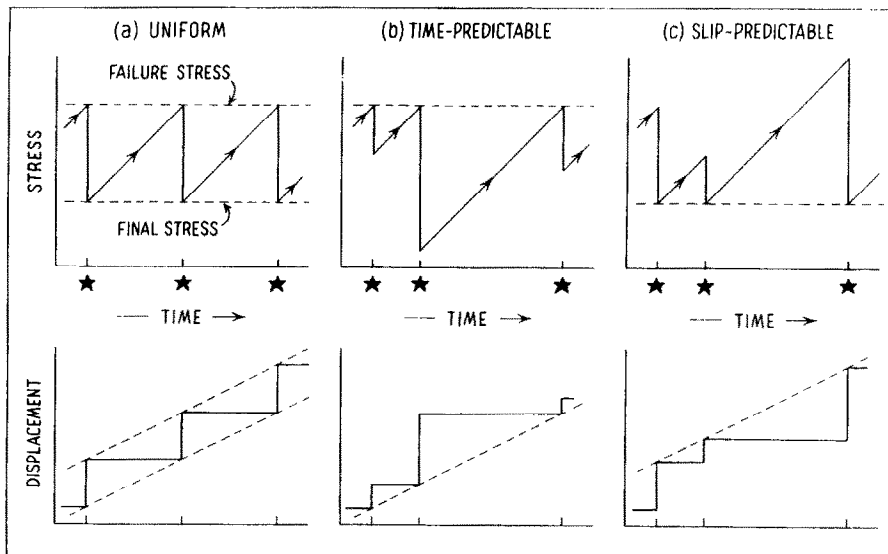 (a) UNIFORM
(b) TIME-PREDICTABLE
(c) SLIP-PREDICTABLE
FAILURE STRESS
STRESS
FINAL STRESS
TIME
TIME
TIME
DISPLACEMENT